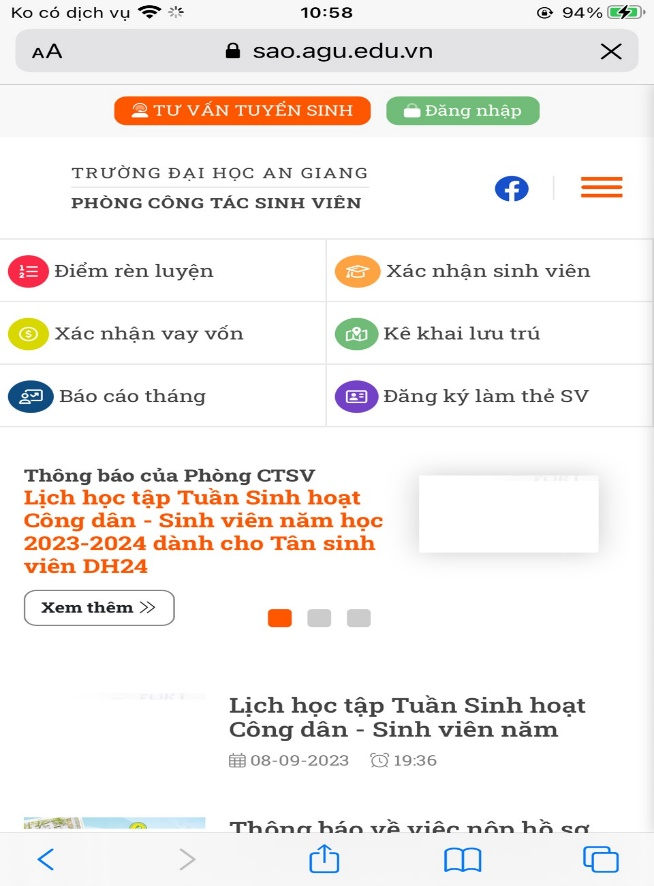 Ko có dịch vụ 10:58 94%
AA sao.agu.edu.vn
TƯ VẤN TUYỂN SINH Đăng nhập
TRƯỜNG ĐẠI HỌC AN GIANG
PHÒNG CÔNG TÁC SINH VIÊN
Điểm rèn luyện Xác nhận sinh viên
Xác nhận vay vốn Kê khai lưu trú
Báo cáo tháng Đăng ký làm thẻ SV
Thông báo của Phòng CTSV
Lịch học tập Tuần Sinh hoạt
Công dân - Sinh viên năm học
2023-2024 dành cho Tân sinh
viên DH24
Xem thêm
Lịch học tập Tuần Sinh hoạt
Công dân - Sinh viên năm
08-09-2023 19:36
Thông báo về việc nộp hồ sơ